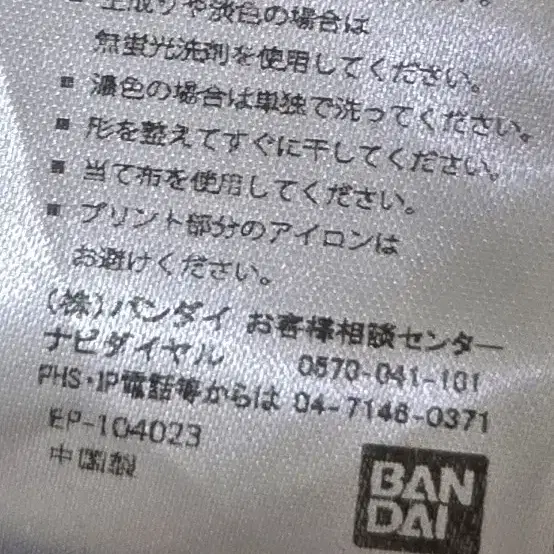 生成りや淡色の場合は
無蛍光洗剤を使用してください。
■ 濃色の場合は単独で洗ってください。
■ 形を整えてすぐに干してください。
■ 当て布を使用してください。
■ プリント部分のアイロンは
お避けください。
(株)バンダイ お客様相談センター
ナビダイヤル 0570-041-101
PHS・IP電話等からは 04-7146-0371
EP-104023
中国製
BAN
DAI